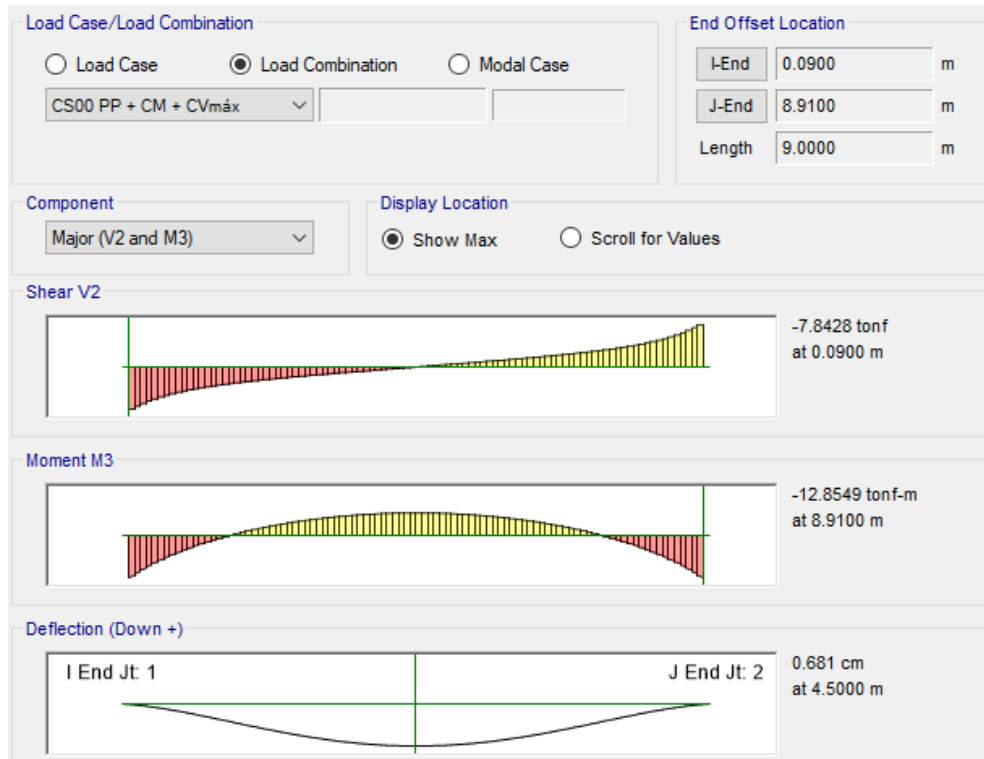 Load Case/Load Combination
Load Case Load Combination Modal Case
CS00 PP + CM + CVmáx
End Offset Location
I-End 0.0900 m
J-End 8.9100 m
Length 9.0000 m
Component
Major (V2 and M3)
Display Location
Show Max Scroll for Values
Shear V2
-7.8428 tonf
at 0.0900 m
Moment M3
-12.8549 tonf-m
at 8.9100 m
Deflection (Down +)
I End Jt: 1 J End Jt: 2
0.681 cm
at 4.5000 m